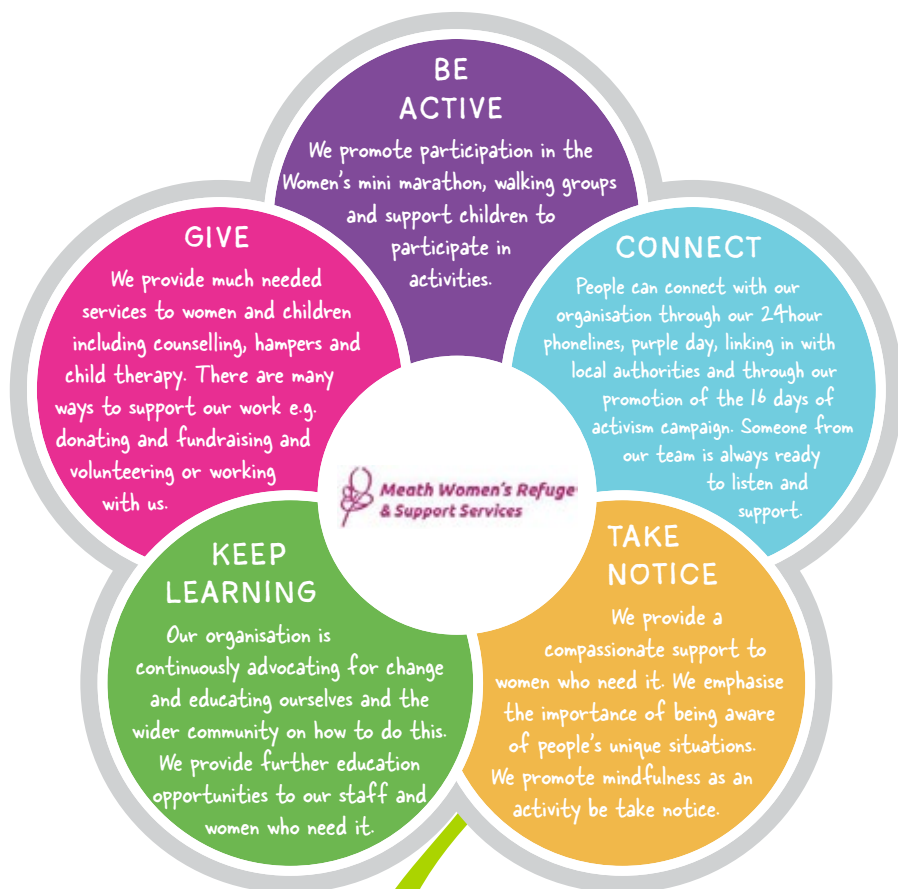 BE
ACTIVE
We promote participation in the
Women's mini marathon, walking groups
and support children to
participate in
activities.
GIVE
We provide much needed
services to women and children
including counselling, hampers and
child therapy. There are many
ways to support our work e.g.
donating and fundraising and
volunteering or working
with us.
CONNECT
People can connect with our
organisation through our 24hour
phonelines, purple day, linking in with
local authorities and through our
promotion of the 16 days of
activism campaign. Someone from
our team is always ready
to listen and
support.
Meath Women's Refuge
& Support Services
KEEP
LEARNING
Our organisation is
continuously advocating for change
and educating ourselves and the
wider community on how to do this.
We provide further education
opportunities to our staff and
women who need it.
TAKE
NOTICE
We provide a
compassionate support to
women who need it. We emphasise
the importance of being aware
of people's unique situations.
We promote mindfulness as an
activity be take notice.